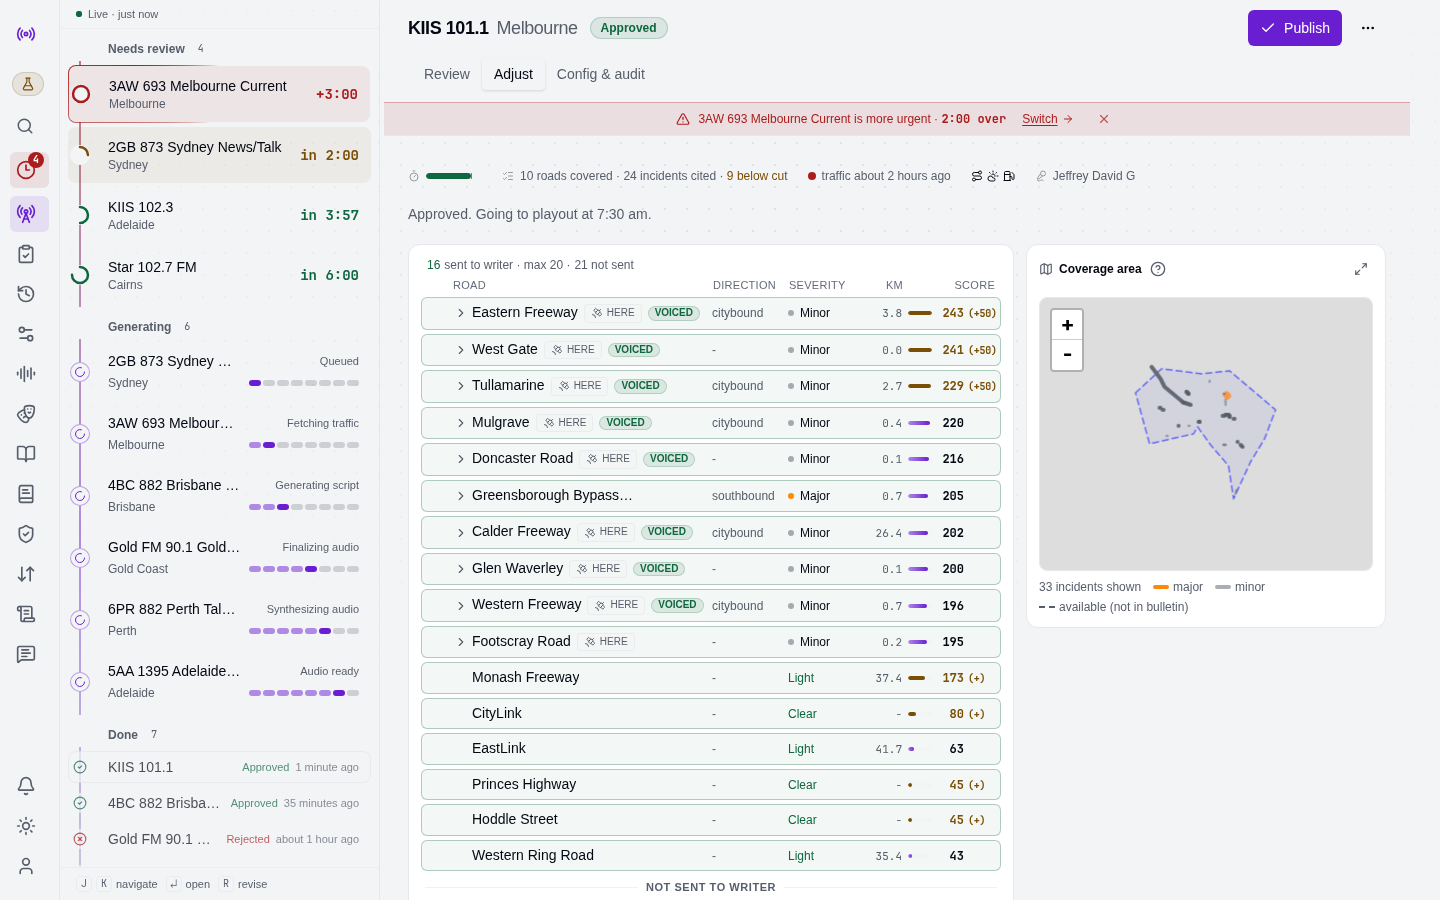 Live · just now
Needs review 4
3AW 693 Melbourne Current
Melbourne
+3:00
2GB 873 Sydney News/Talk
Sydney
in 2:00
KIIS 102.3
Adelaide
in 3:57
Star 102.7 FM
Cairns
in 6:00
Generating 6
2GB 873 Sydney …
Queued
Sydney
3AW 693 Melbour…
Fetching traffic
Melbourne
4BC 882 Brisbane …
Generating script
Brisbane
Gold FM 90.1 Gold…
Finalizing audio
Gold Coast
6PR 882 Perth Tal…
Synthesizing audio
Perth
5AA 1395 Adelaide…
Audio ready
Adelaide
Done 7
KIIS 101.1 Approved 1 minute ago
4BC 882 Brisba… Approved 35 minutes ago
Gold FM 90.1 … Rejected about 1 hour ago
J K navigate ↵ open R revise
4
KIIS 101.1 Melbourne Approved
Publish
Review Adjust Config & audit
3AW 693 Melbourne Current is more urgent · 2:00 over Switch →
10 roads covered · 24 incidents cited · 9 below cut
traffic about 2 hours ago
Jeffrey David G
Approved. Going to playout at 7:30 am.
16 sent to writer · max 20 · 21 not sent
ROAD DIRECTION SEVERITY KM SCORE
Eastern Freeway HERE VOICED citybound Minor 3.8 243 (+50)
West Gate HERE VOICED - Minor 0.0 241 (+50)
Tullamarine HERE VOICED citybound Minor 2.7 229 (+50)
Mulgrave HERE VOICED citybound Minor 0.4 220
Doncaster Road HERE VOICED - Minor 0.1 216
Greensborough Bypass… southbound Major 0.7 205
Calder Freeway HERE VOICED citybound Minor 26.4 202
Glen Waverley HERE VOICED - Minor 0.1 200
Western Freeway HERE VOICED citybound Minor 0.7 196
Footscray Road HERE - Minor 0.2 195
Monash Freeway - Light 37.4 173 (+)
CityLink - Clear - 80 (+)
EastLink - Light 41.7 63
Princes Highway - Clear - 45 (+)
Hoddle Street - Clear - 45 (+)
Western Ring Road - Light 35.4 43
NOT SENT TO WRITER
Coverage area
+
-
33 incidents shown major minor
available (not in bulletin)